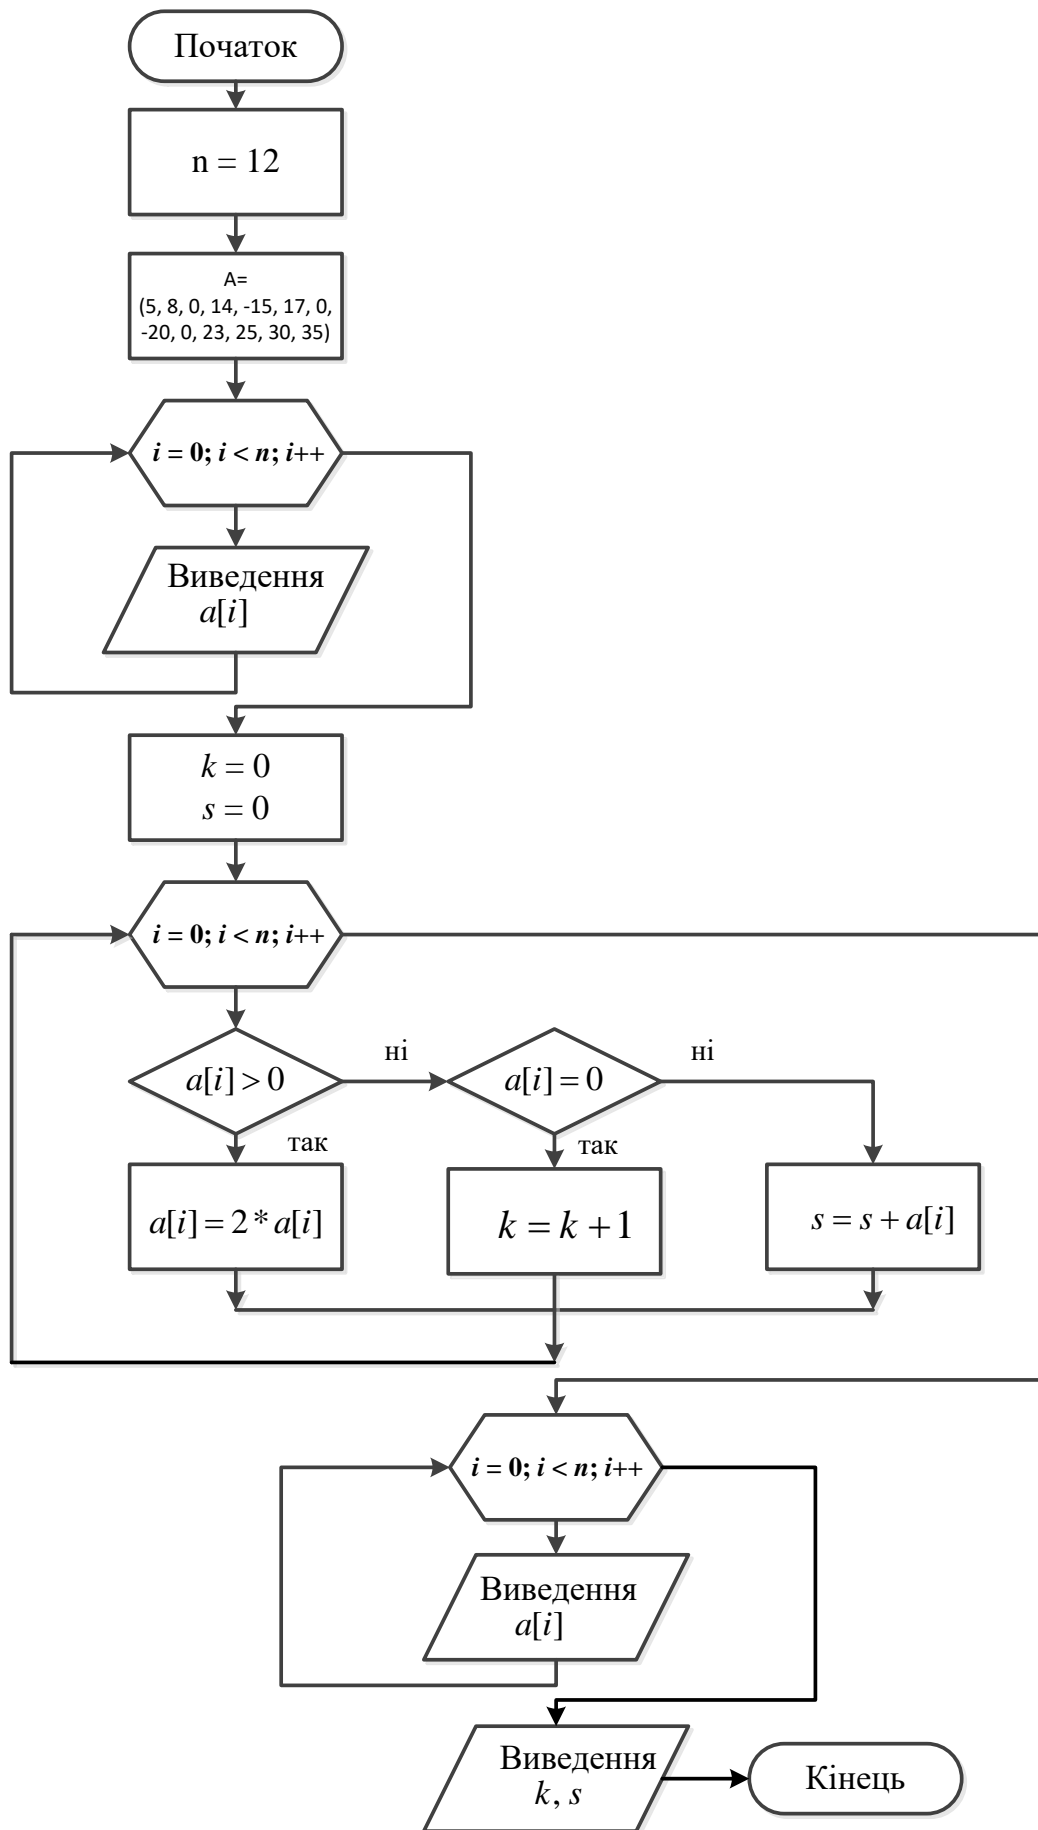 Початок
n = 12
A=
(5, 8, 0, 14, -15, 17, 0,
-20, 0, 23, 25, 30, 35)
i = 0; i < n; i++
Виведення
a[i]
k = 0
s = 0
i = 0; i < n; i++
a[i] > 0
ні
a[i] = 0
ні
так
так
a[i] = 2 * a[i]
k = k + 1
s = s + a[i]
i = 0; i < n; i++
Виведення
a[i]
Виведення
k, s
Кінець